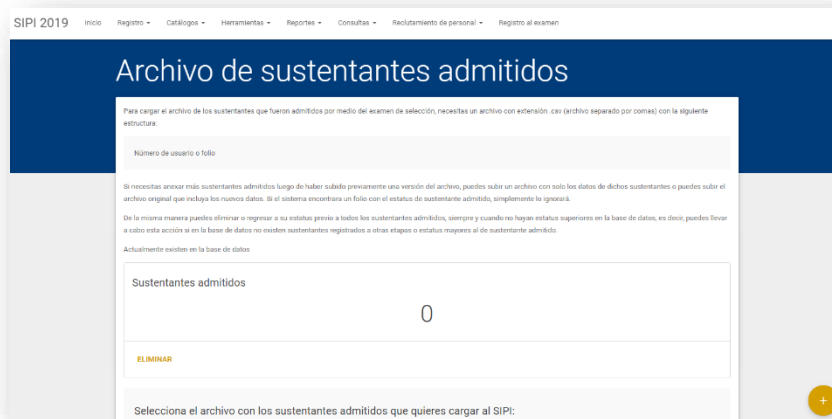 SIPI 2019 Inicio Registro Catálogos Herramientas Reportes Consultas Reclutamiento de personal Registro al examen
Archivo de sustentantes admitidos
Para cargar el archivo de los sustentantes que fueron admitidos por medio del examen de selección, necesitas un archivo con extensión .csv (archivo separado por comas) con la siguiente
estructura:
Número de usuario o folio
Si necesitas anexar más sustentantes admitidos luego de haber subido previamente una versión del archivo, puedes subir un archivo con solo los datos de dichos sustentantes o puedes subir el
archivo original que incluya los nuevos datos. Si el sistema encontrara un folio con el estatus de sustentante admitido, simplemente lo ignorará.
De la misma manera puedes eliminar o regresar a su estatus previo a todos los sustentantes admitidos, siempre y cuando no hayan estatus superiores en la base de datos, es decir, puedes llevar
a cabo esta acción si en la base de datos no existen sustentantes registrados a otras etapas o estatus mayores al de sustentante admitido.
Actualmente existen en la base de datos
Sustentantes admitidos
0
ELIMINAR
+
Selecciona el archivo con los sustentantes admitidos que quieres cargar al SIPI: